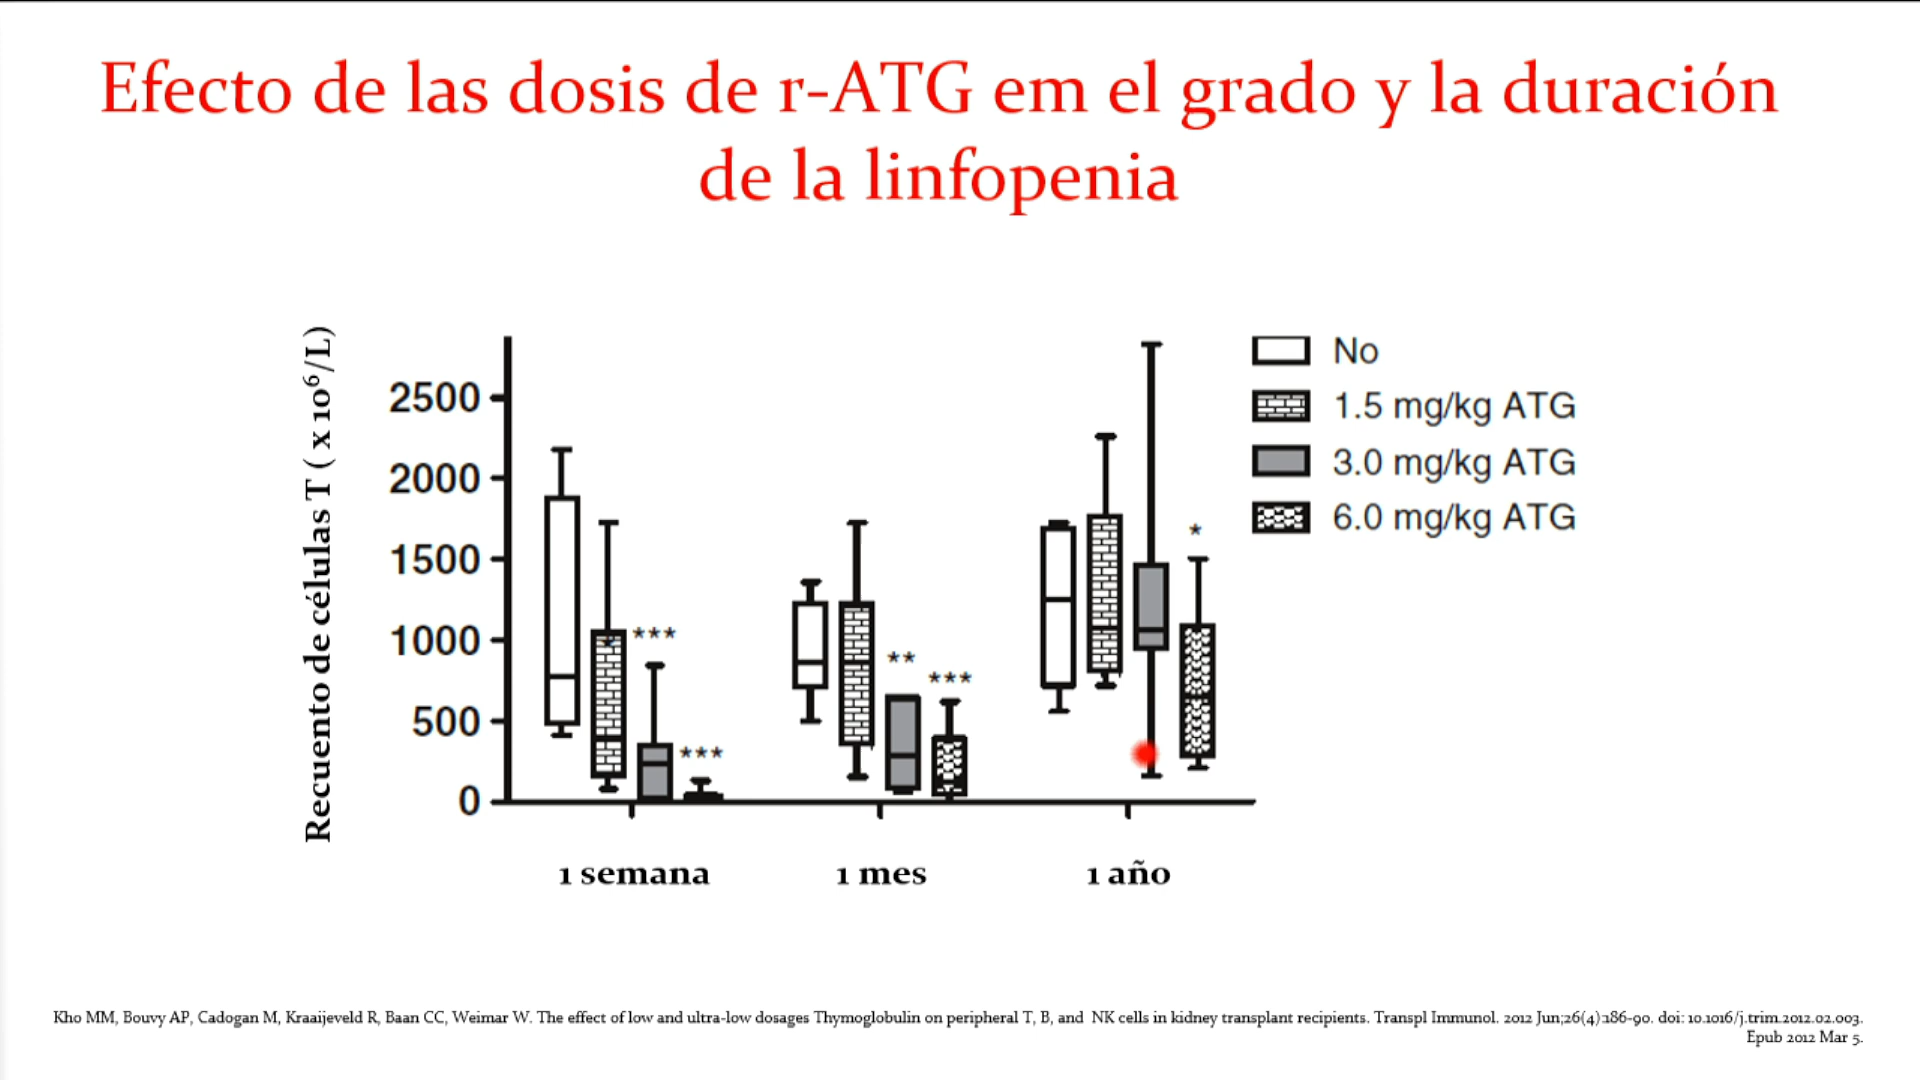 Efecto de las dosis de r-ATG em el grado y la duración
de la linfopenia
Recuento de células T ( x 10⁶/L)
2500
2000
1500
1000
500
0
*
***
***
**
***
*
1 semana
1 mes
1 año
No
1.5 mg/kg ATG
3.0 mg/kg ATG
6.0 mg/kg ATG
Kho MM, Bouvy AP, Cadogan M, Kraaijeveld R, Baan CC, Weimar W. The effect of low and ultra-low dosages Thymoglobulin on peripheral T, B, and NK cells in kidney transplant recipients. Transpl Immunol. 2012 Jun;26(4):186-90. doi: 10.1016/j.trim.2012.02.003.
Epub 2012 Mar 5.